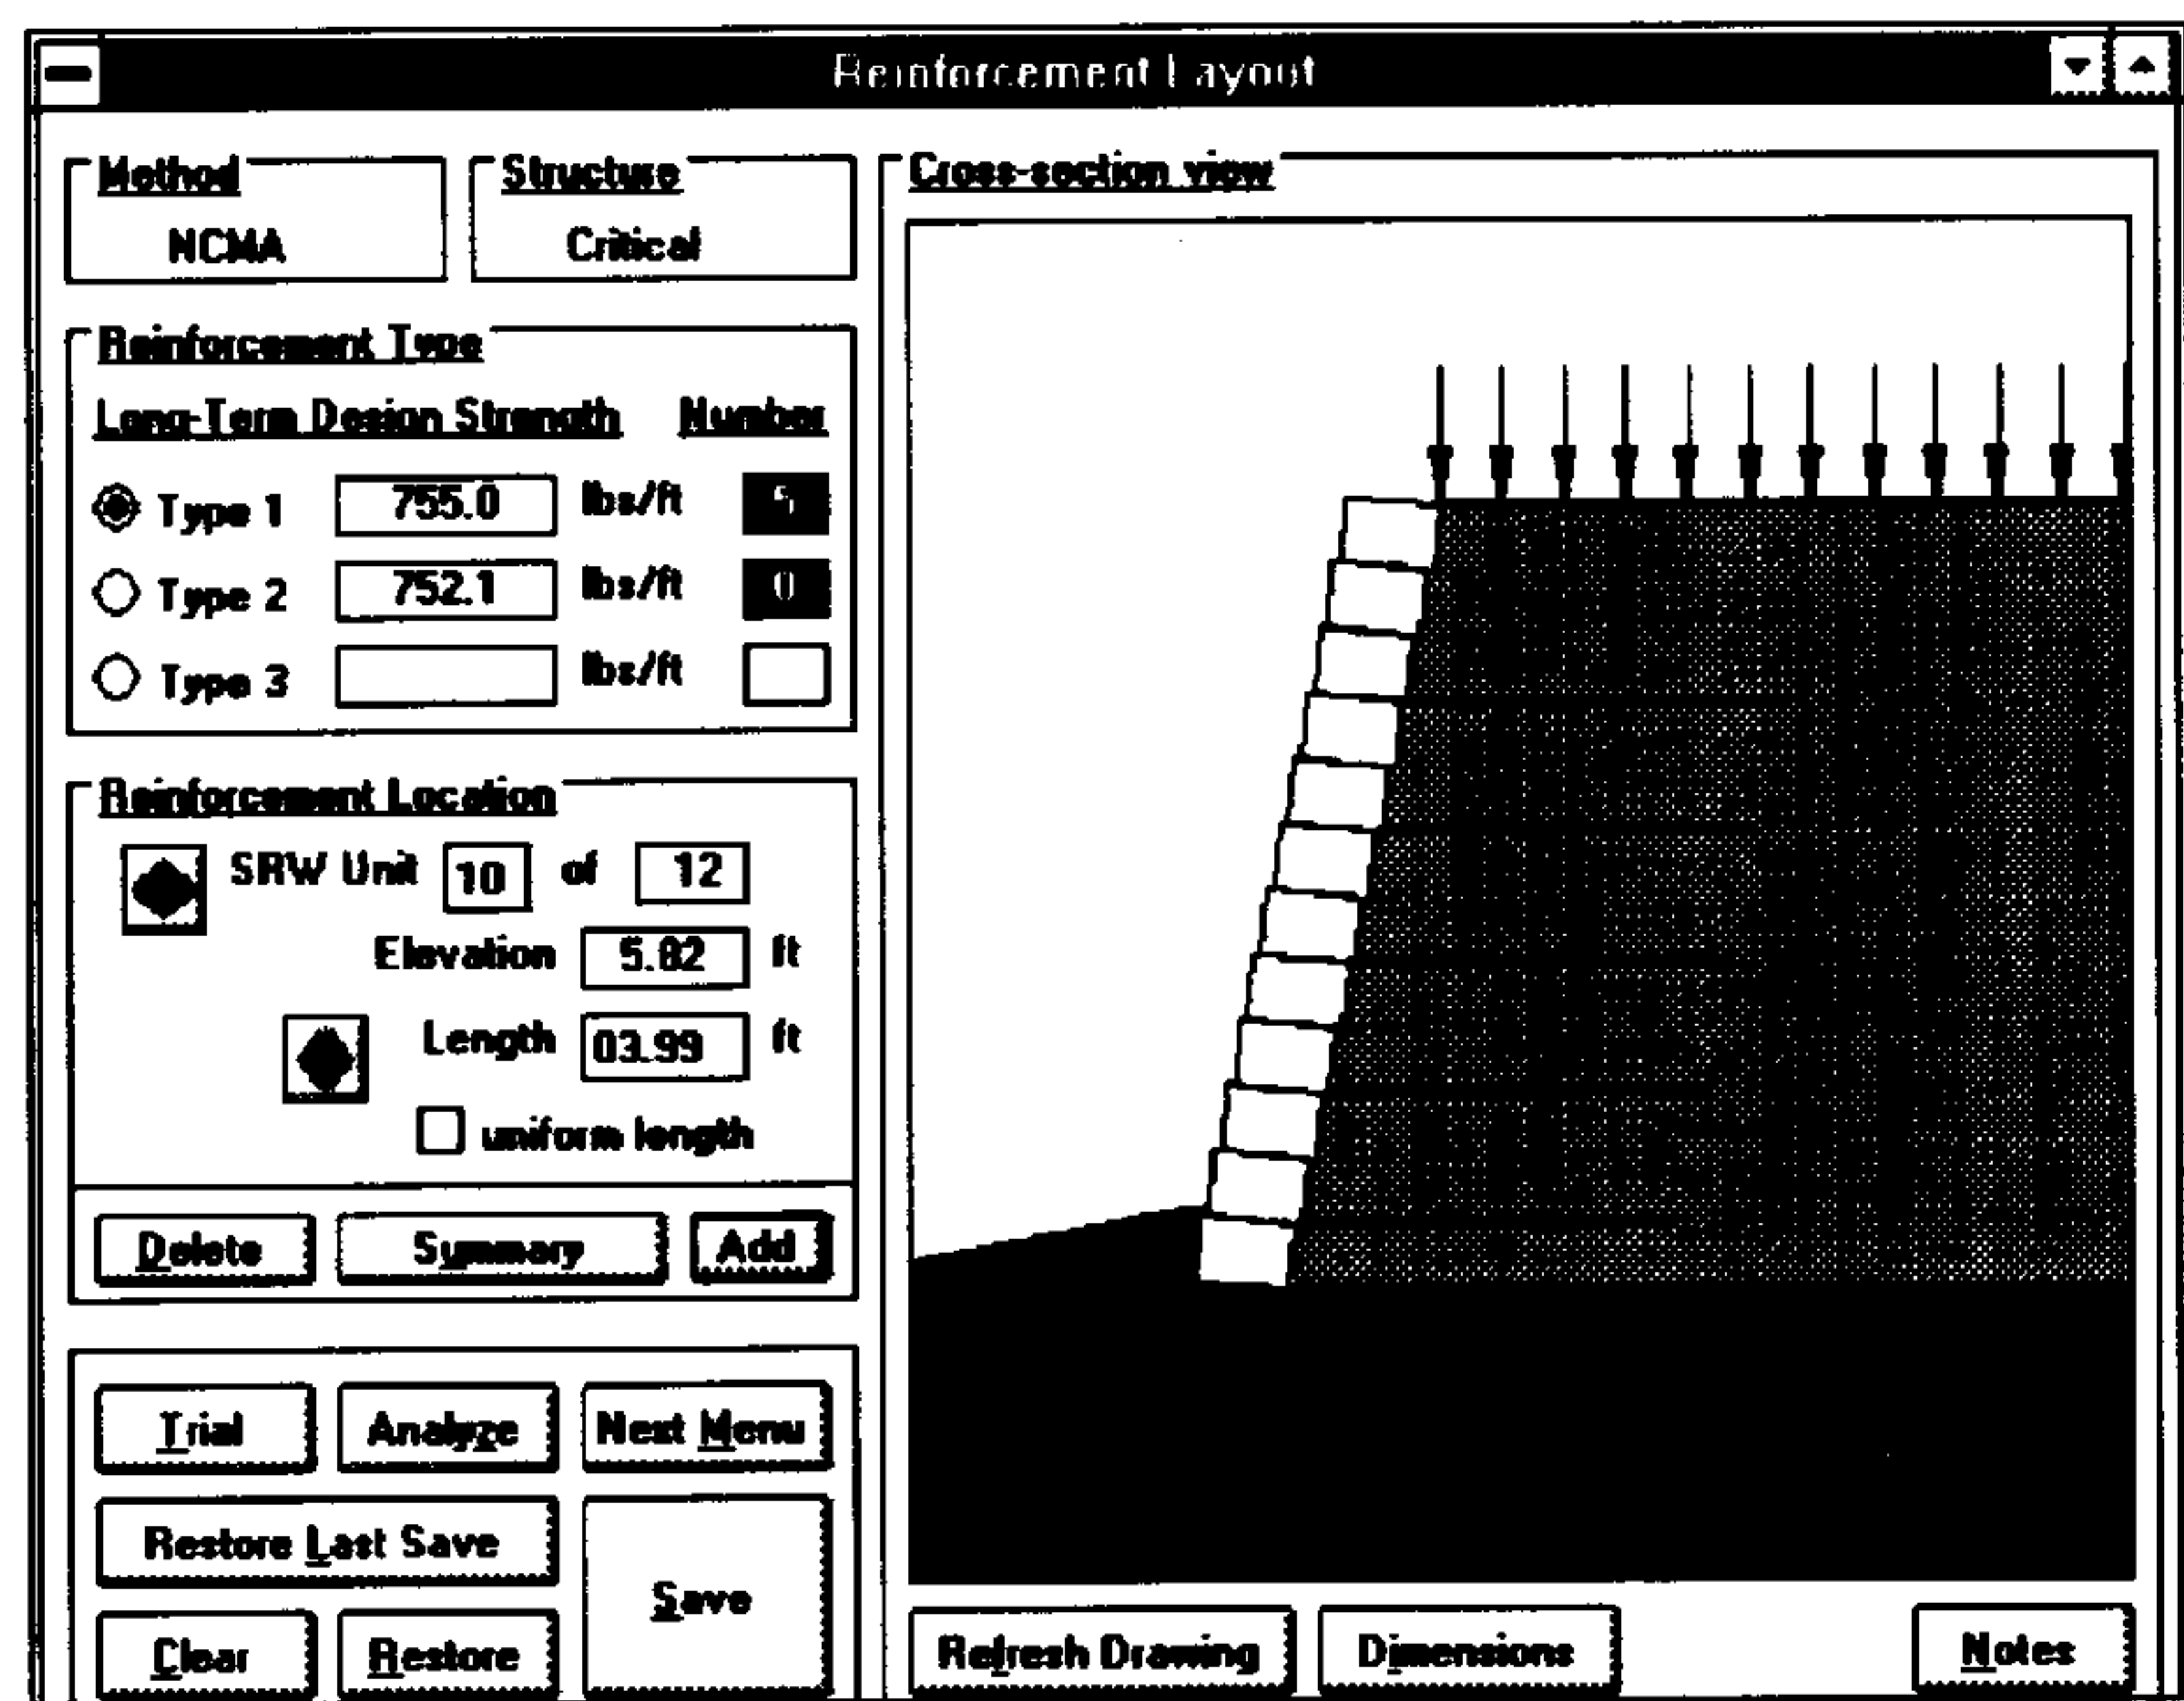 Reinforcement Layout
Method
NCMA
Structure
Critical
Reinforcement Type
Long-Term Design Strength Number
Type 1 755.0 lbs/ft 5
Type 2 752.1 lbs/ft 0
Type 3 lbs/ft
Reinforcement Location
SRW Unit 10 of 12
Elevation 5.82 ft
Length 03.99 ft
uniform length
Delete Summary Add
Trial Analyze Next Menu
Restore Last Save
Save
Clear Restore
Cross-section view
Refresh Drawing Dimensions Notes